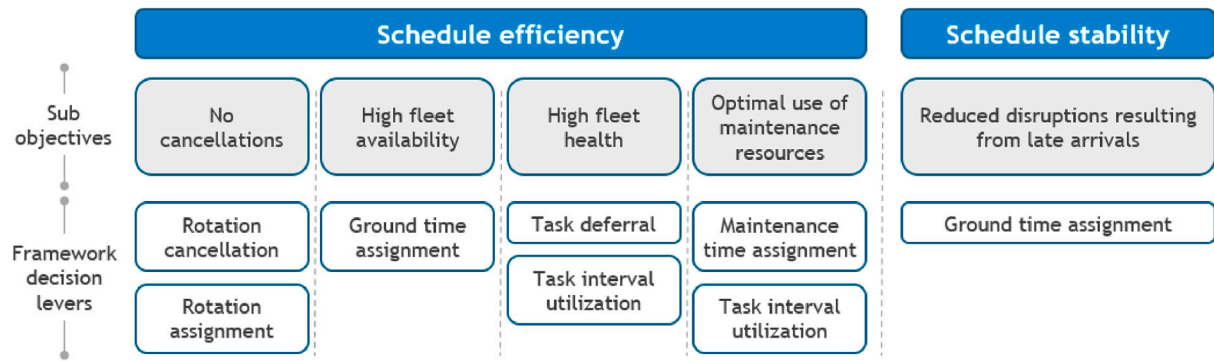 Schedule efficiency
Schedule stability
Sub
objectives
No
cancellations
High fleet
availability
High fleet
health
Optimal use of
maintenance
resources
Reduced disruptions resulting
from late arrivals
Framework
decision
levers
Rotation
cancellation
Rotation
assignment
Ground time
assignment
Task deferral
Task interval
utilization
Maintenance
time assignment
Task interval
utilization
Ground time assignment